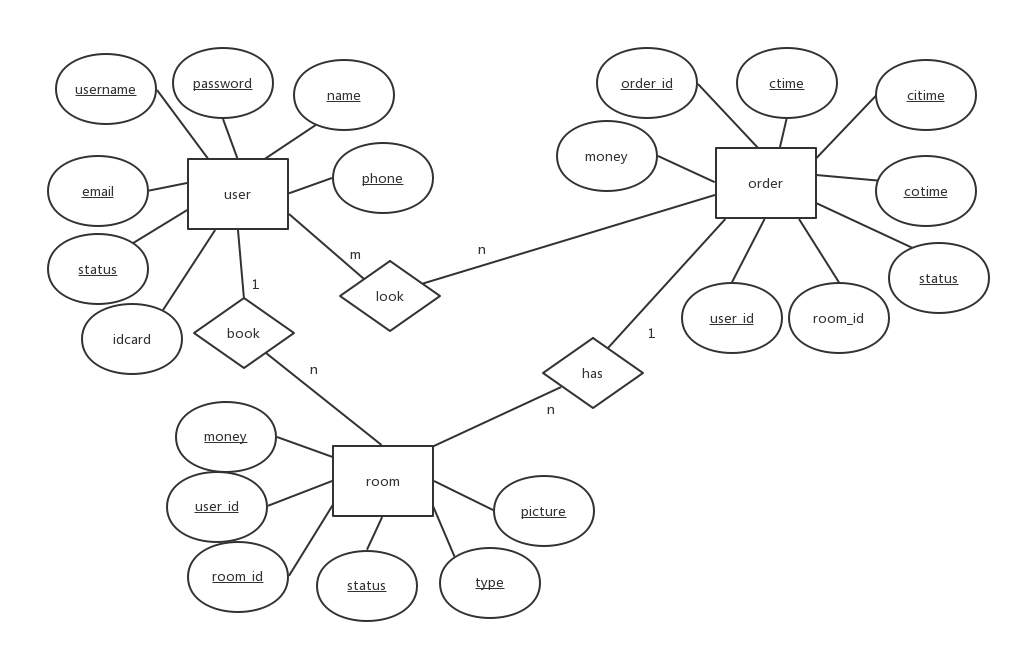 username
password
name
email
user
phone
status
idcard
m
look
n
1
book
n
order_id
ctime
citime
money
order
cotime
status
user_id
room_id
1
has
n
money
user_id
room_id
room
status
type
picture